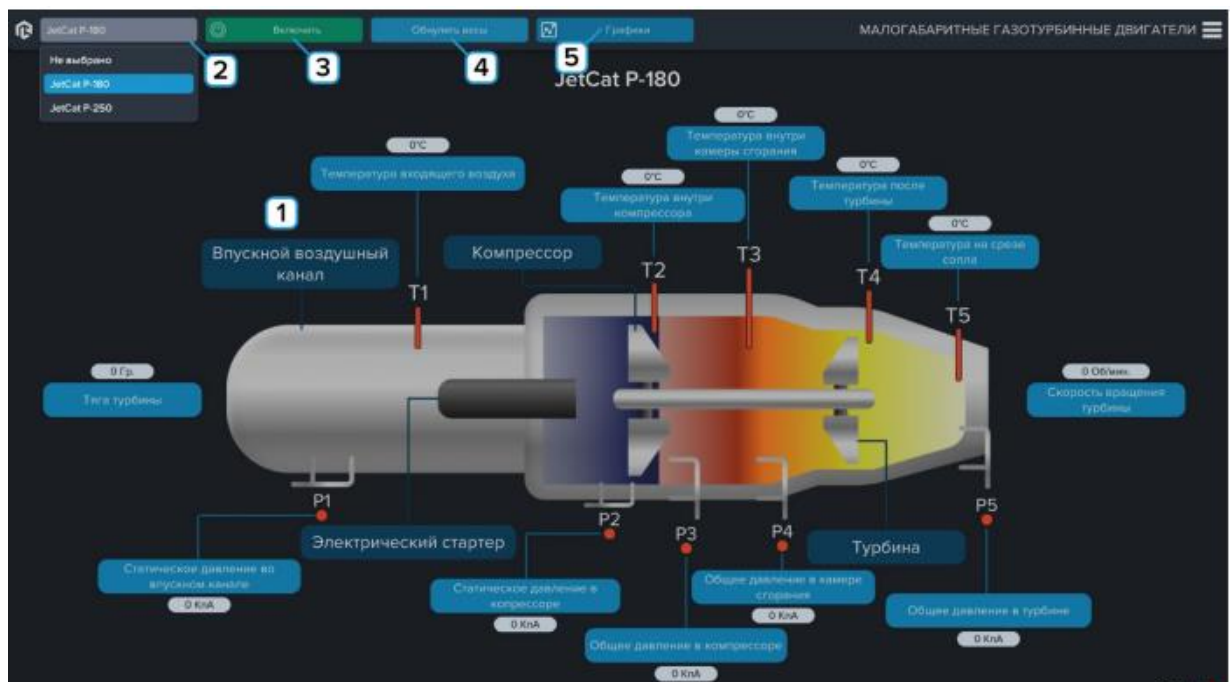 JetCat P-180
Включить
Обнулить весы
Графики
МАЛОГАБАРИТНЫЕ ГАЗОТУРБИННЫЕ ДВИГАТЕЛИ
2
3
4
5
Не выбрано
JetCat P-180
JetCat P-250
JetCat P-180
0°C
Температура внутри
камеры сгорания
0°C
Температура входящего воздуха
0°C
Температура внутри
компрессора
0°C
Температура после
турбины
0°C
Температура на срезе
сопла
1
Впускной воздушный
канал
Компрессор
T1
T2
T3
T4
T5
0 Гр.
Тяга турбины
0 Об/мин.
Скорость вращения
турбины
P1
P2
P3
P4
P5
Электрический стартер
Турбина
Статическое давление во
впускном канале
0 КпА
Статическое давление в
копрессоре
0 КпА
Общее давление в камере
сгорания
0 КпА
Общее давление в турбине
0 КпА
Общее давление в компрессоре
0 КпА